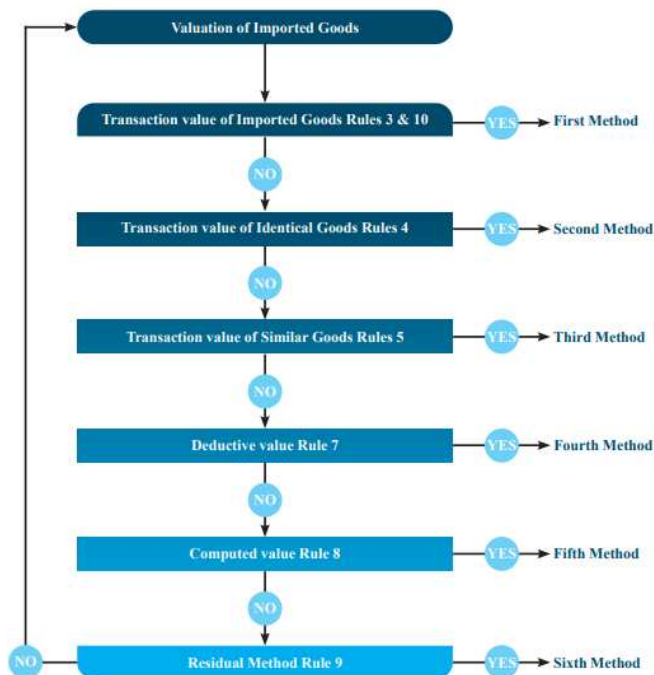 Valuation of Imported Goods
Transaction value of Imported Goods Rules 3 & 10
YES
First Method
NO
Transaction value of Identical Goods Rules 4
YES
Second Method
NO
Transaction value of Similar Goods Rules 5
YES
Third Method
NO
Deductive value Rule 7
YES
Fourth Method
NO
Computed value Rule 8
YES
Fifth Method
NO
NO
Residual Method Rule 9
YES
Sixth Method